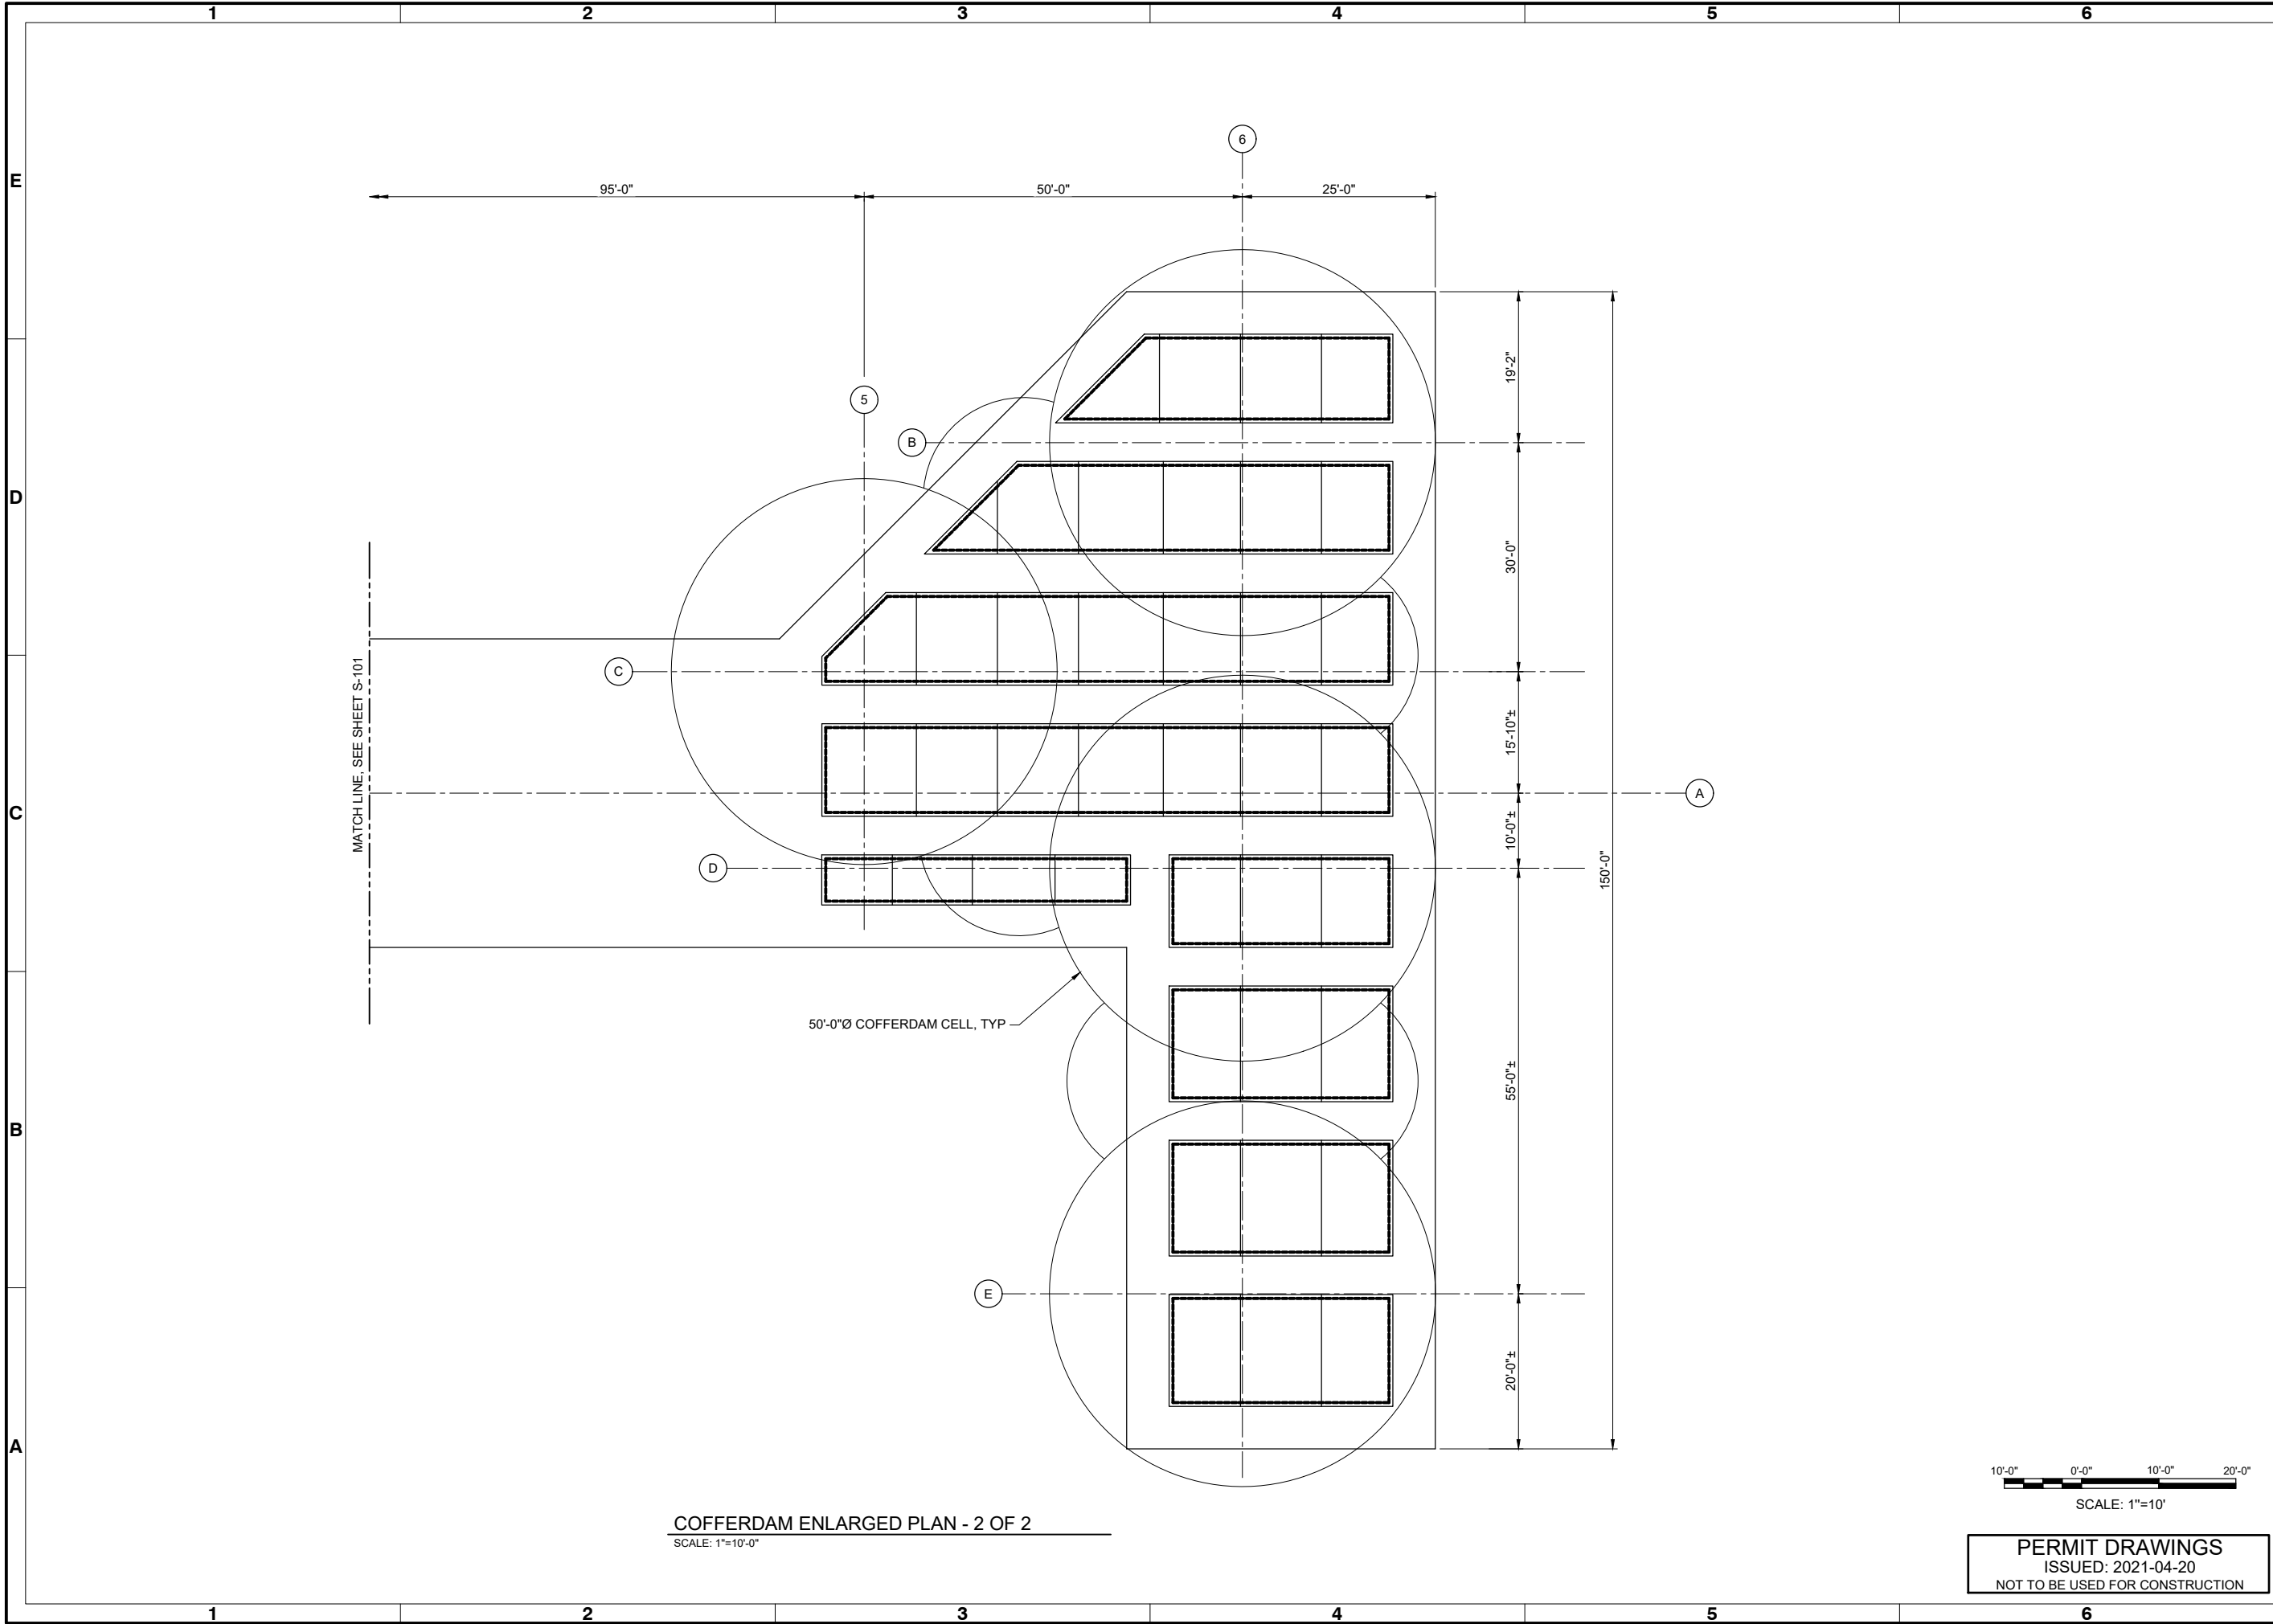 1 2 3 4 5 6
6
E
95'-0" 50'-0" 25'-0"
19'-2"
5
B
D
30'-0"
MATCH LINE, SEE SHEET S-101
C
15'-10"±
A
C
10'-0"±
D
150'-0"
50'-0"Ø COFFERDAM CELL, TYP
55'-0"±
B
E
20'-0"±
A
10'-0" 0'-0" 10'-0" 20'-0"
SCALE: 1"=10'
COFFERDAM ENLARGED PLAN - 2 OF 2
SCALE: 1"=10'-0"
PERMIT DRAWINGS
ISSUED: 2021-04-20
NOT TO BE USED FOR CONSTRUCTION
1 2 3 4 5 6